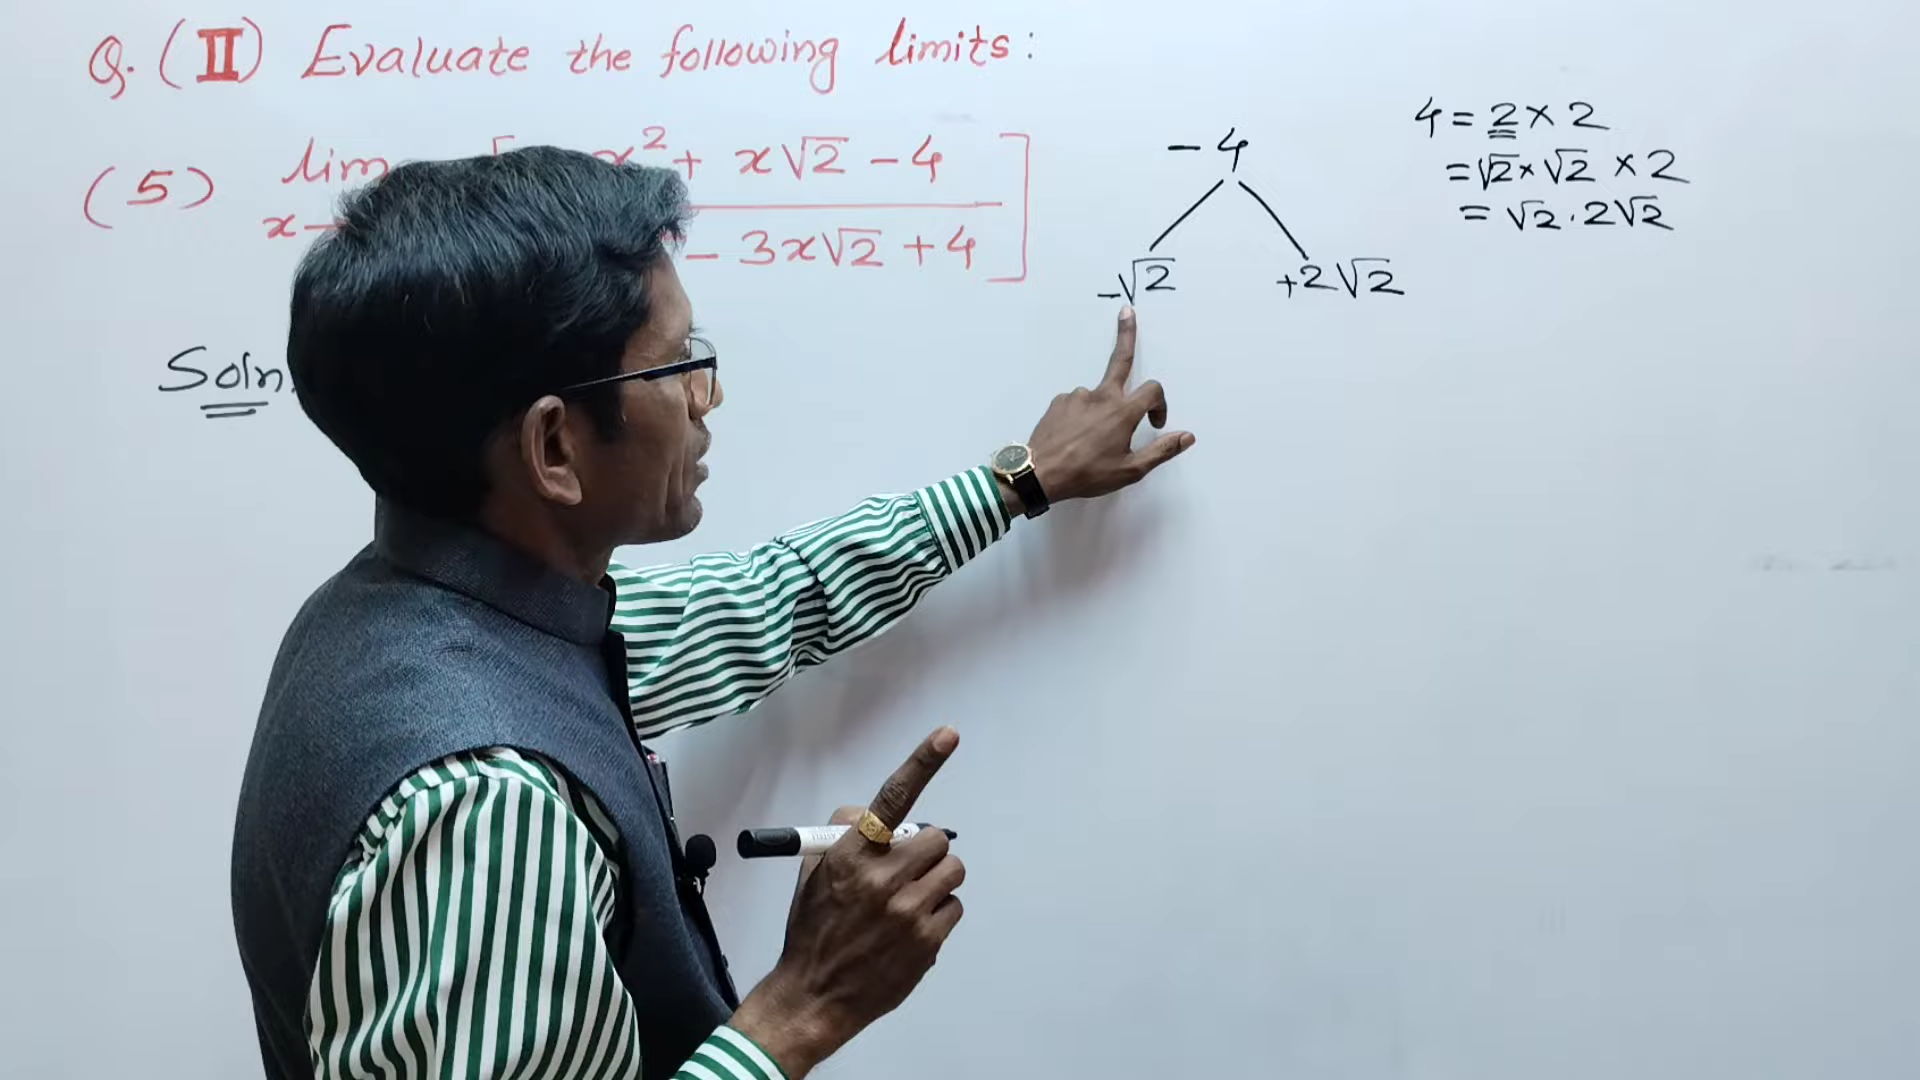 Q. (II) Evaluate the following limits:
(5) lim [ x² + x√2 - 4
x - 3x√2 + 4 ]
Soln.
- 4
-√2 +2√2
4 = 2 × 2
= √2 × √2 × 2
= √2 . 2√2